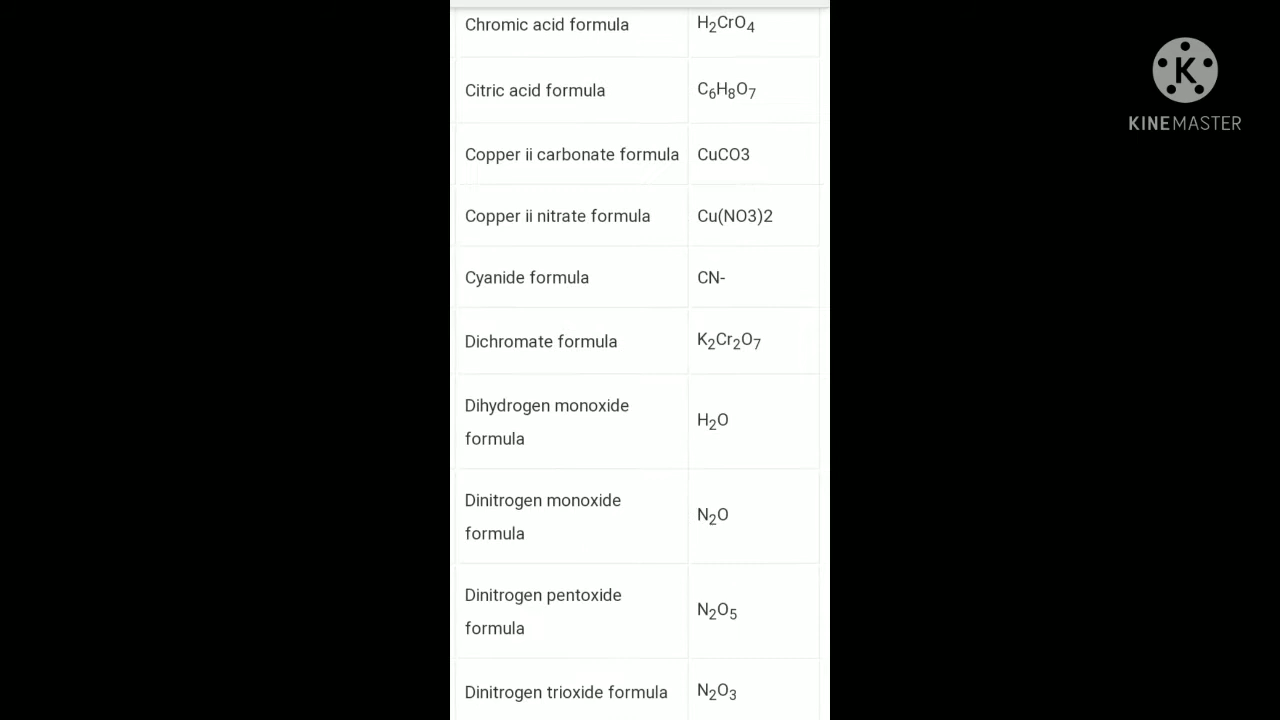 Chromic acid formula H₂CrO₄
Citric acid formula C₆H₈O₇
Copper ii carbonate formula CuCO3
Copper ii nitrate formula Cu(NO3)2
Cyanide formula CN-
Dichromate formula K₂Cr₂O₇
Dihydrogen monoxide
formula
H₂O
Dinitrogen monoxide
formula
N₂O
Dinitrogen pentoxide
formula
N₂O₅
Dinitrogen trioxide formula N₂O₃
K
KINEMASTER